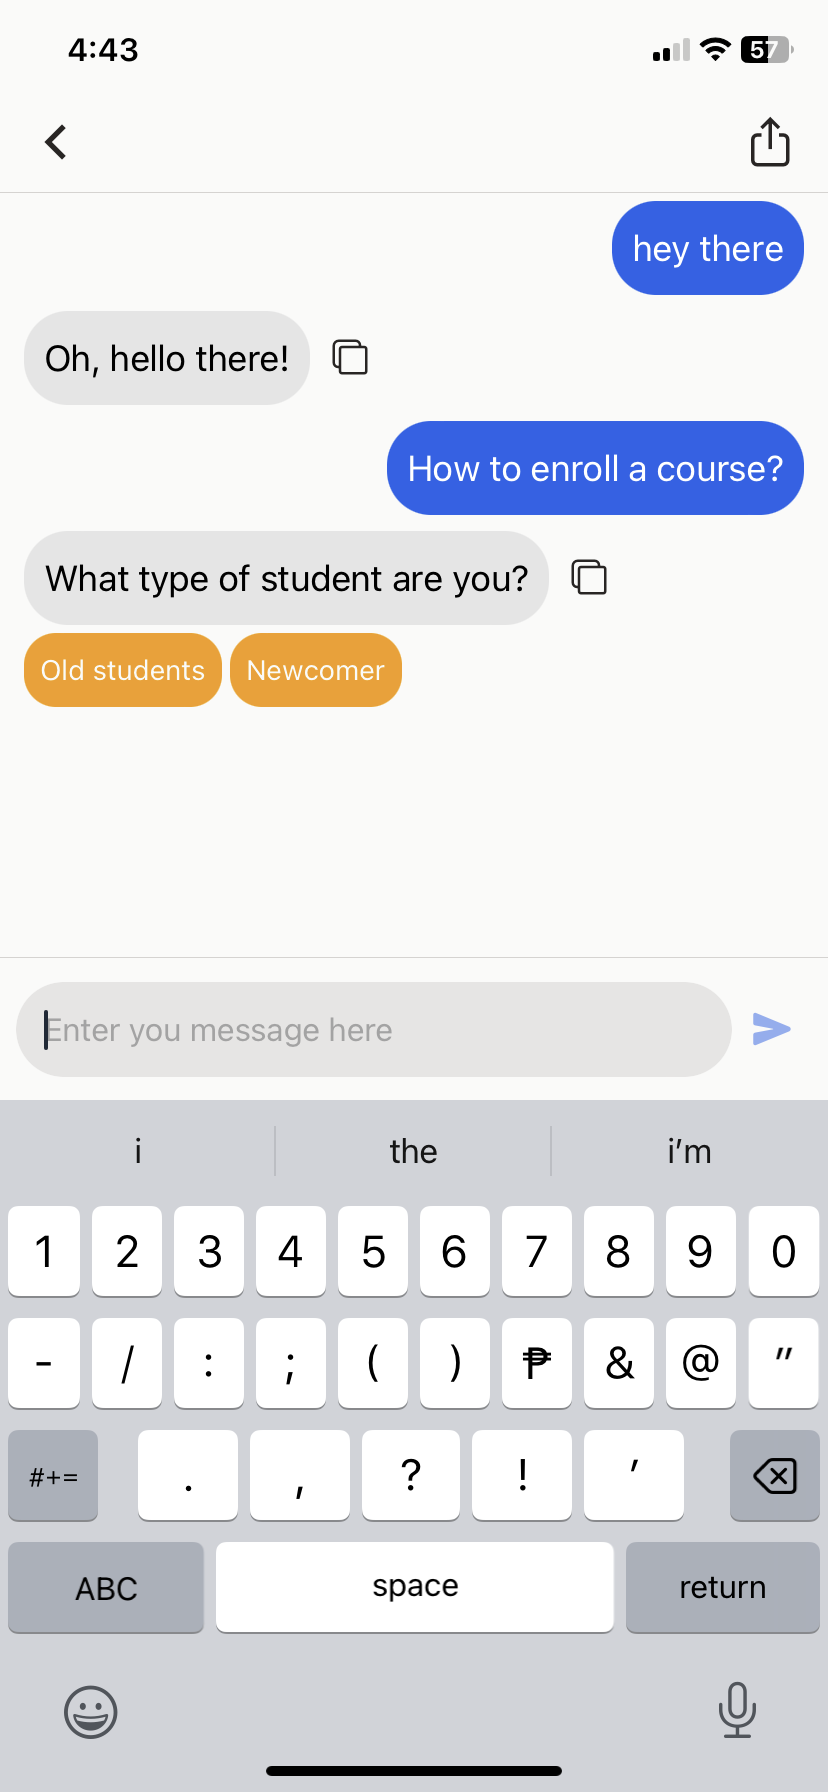 4:43
57
hey there
Oh, hello there!
How to enroll a course?
What type of student are you?
Old students Newcomer
Enter you message here
i the i'm
1 2 3 4 5 6 7 8 9 0
- / : ; ( ) ₱ & @ "
#+= . , ? ! '
ABC space return